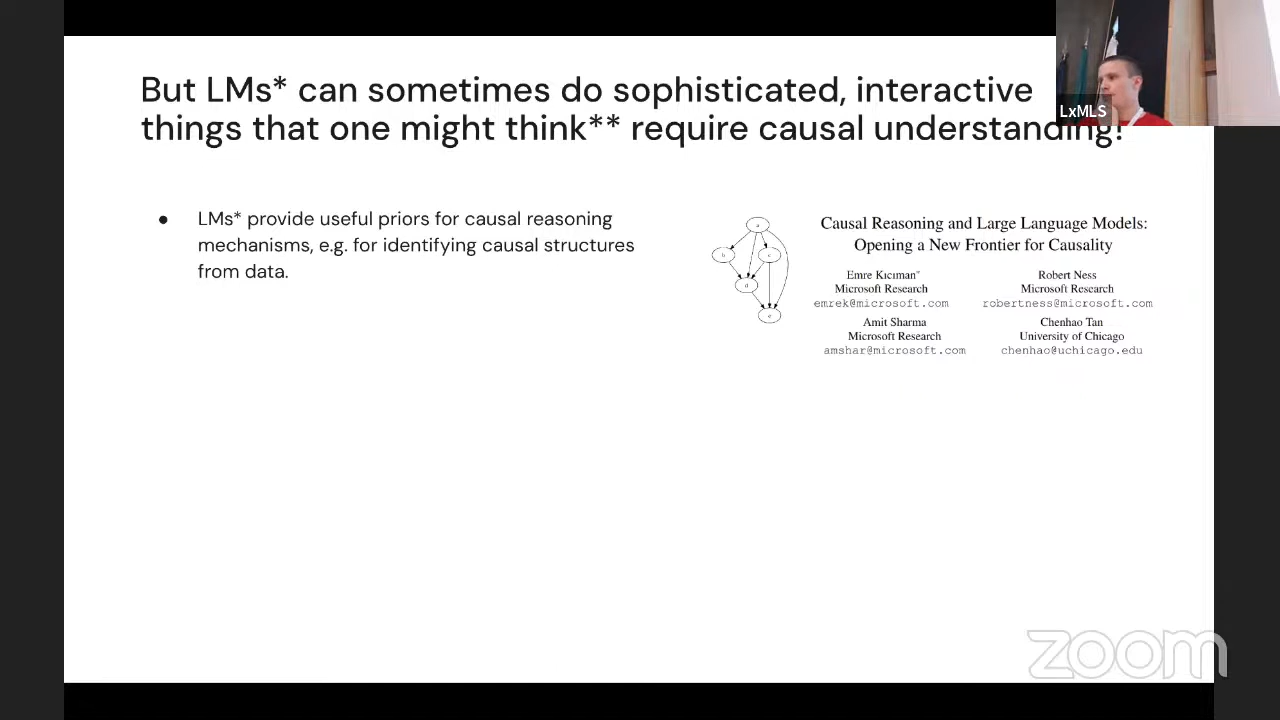 But LMs* can sometimes do sophisticated, interactive
things that one might think** require causal understanding!
LxMLS
● LMs* provide useful priors for causal reasoning
mechanisms, e.g. for identifying causal structures
from data.
a
b
c
d
e
Causal Reasoning and Large Language Models:
Opening a New Frontier for Causality
Emre Kıcıman*
Robert Ness
Microsoft Research
Microsoft Research
emrek@microsoft.com
robertness@microsoft.com
Amit Sharma
Chenhao Tan
Microsoft Research
University of Chicago
amshar@microsoft.com
chenhao@uchicago.edu
zoom